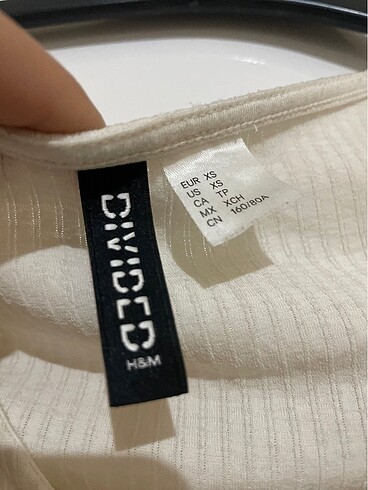 DIVIDED
H&M
EUR XS
US XS
CA TP
MX XCH
CN 160/80A